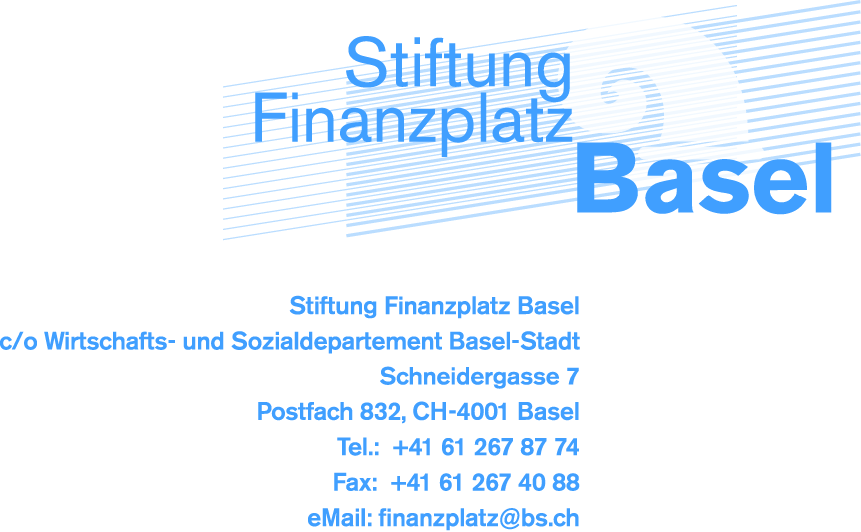 Stiftung
Finanzplatz
Basel
Stiftung Finanzplatz Basel
c/o Wirtschafts- und Sozialdepartement Basel-Stadt
Schneidergasse 7
Postfach 832, CH-4001 Basel
Tel.: +41 61 267 87 74
Fax: +41 61 267 40 88
eMail: finanzplatz@bs.ch